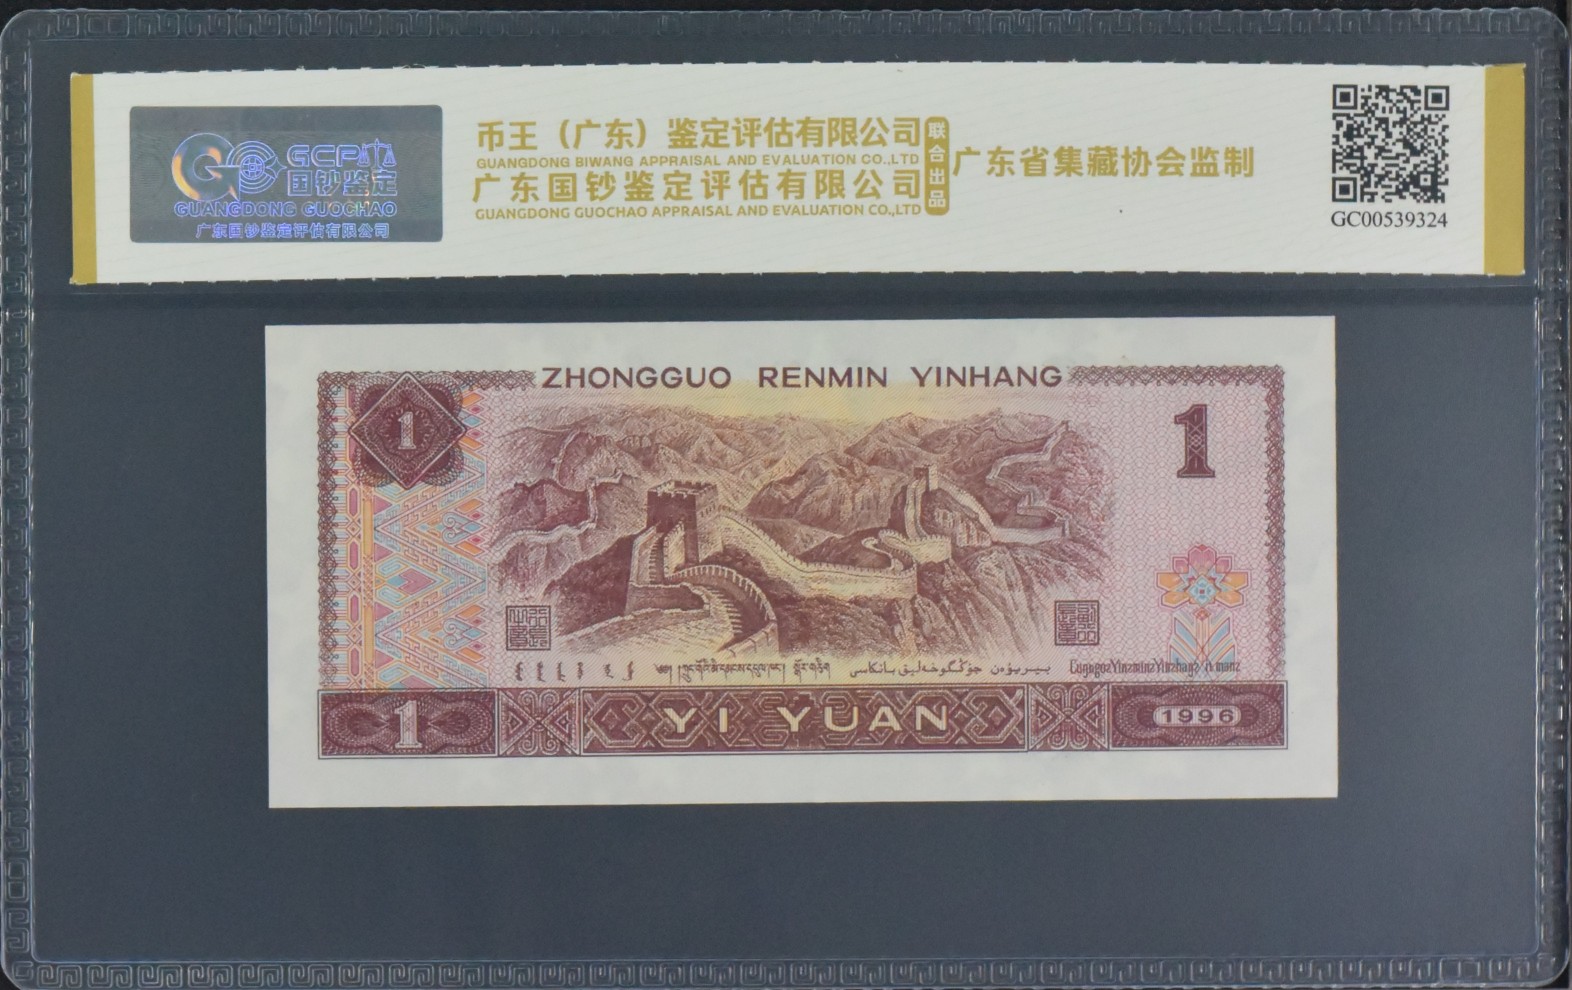 GCP
国钞鉴定
GUANGDONG GUOCHAO
广东国钞鉴定评估有限公司
币王（广东）鉴定评估有限公司
GUANGDONG BIWANG APPRAISAL AND EVALUATION CO.,LTD
广东国钞鉴定评估有限公司
GUANGDONG GUOCHAO APPRAISAL AND EVALUATION CO.,LTD
联合出品
广东省集藏协会监制
GC00539324
ZHONGGUO RENMIN YINHANG
1
1
1
YI YUAN
1996